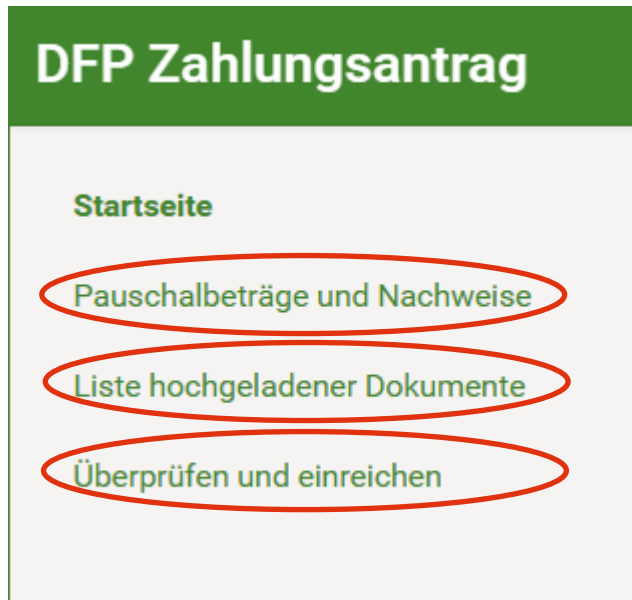 DFP Zahlungsantrag
Startseite
Pauschalbeträge und Nachweise
Liste hochgeladener Dokumente
Überprüfen und einreichen